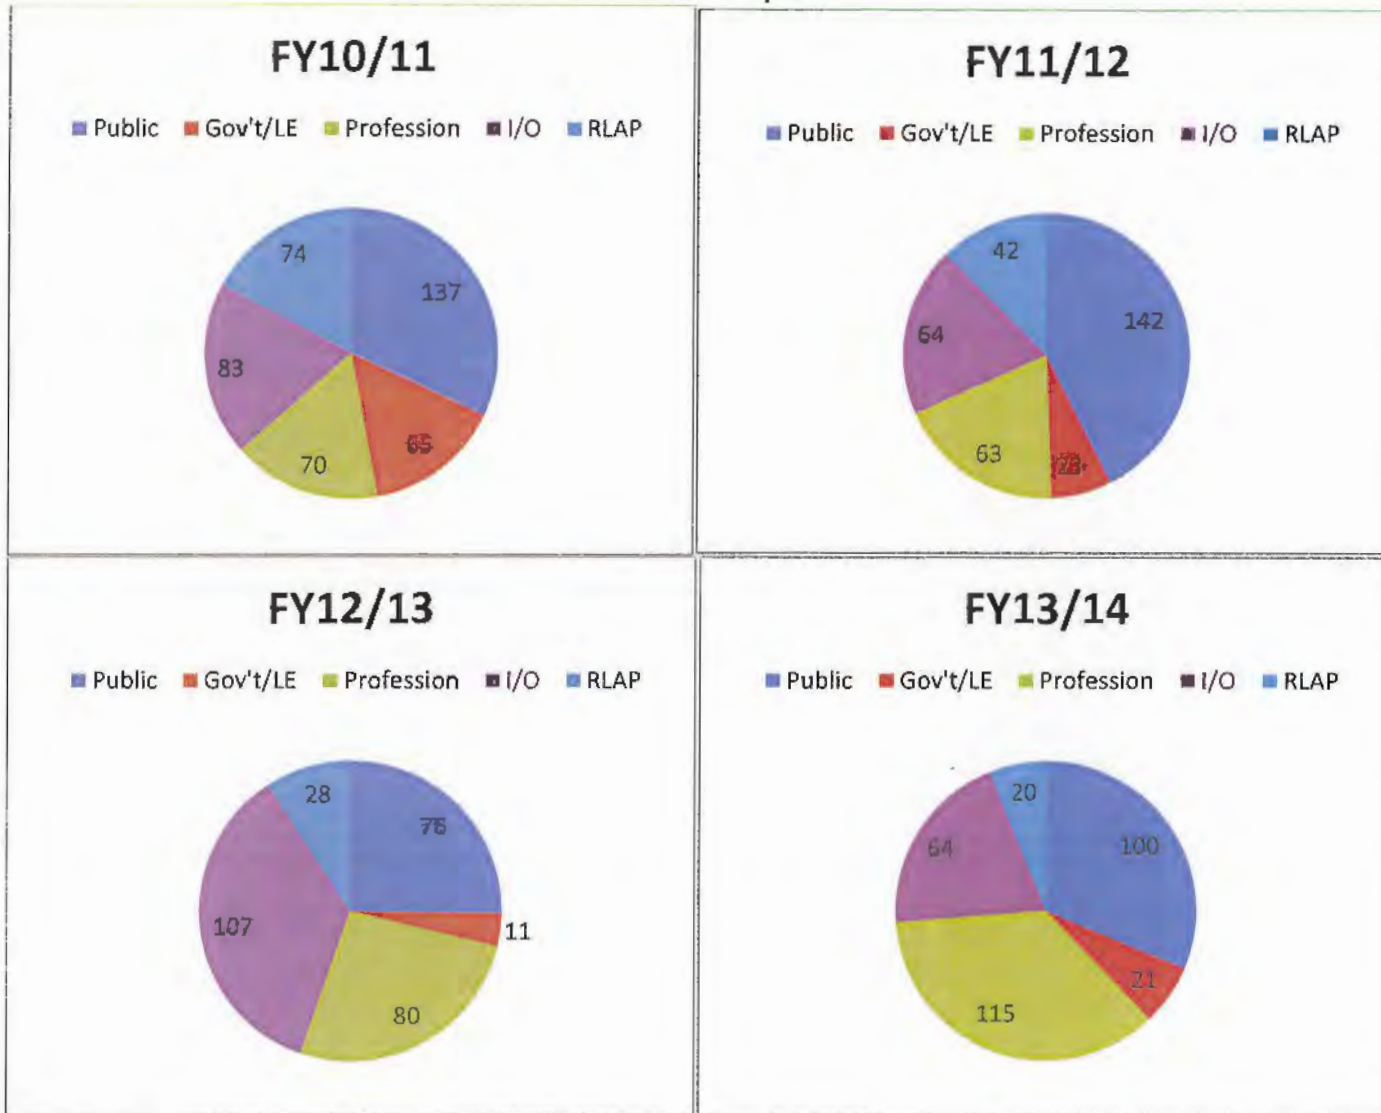 FY10/11
Public Gov't/LE Profession I/O RLAP
74
137
83
65
70
FY11/12
Public Gov't/LE Profession I/O RLAP
42
142
64
63
FY12/13
Public Gov't/LE Profession I/O RLAP
28
107
11
80
FY13/14
Public Gov't/LE Profession I/O RLAP
20
100
64
21
115